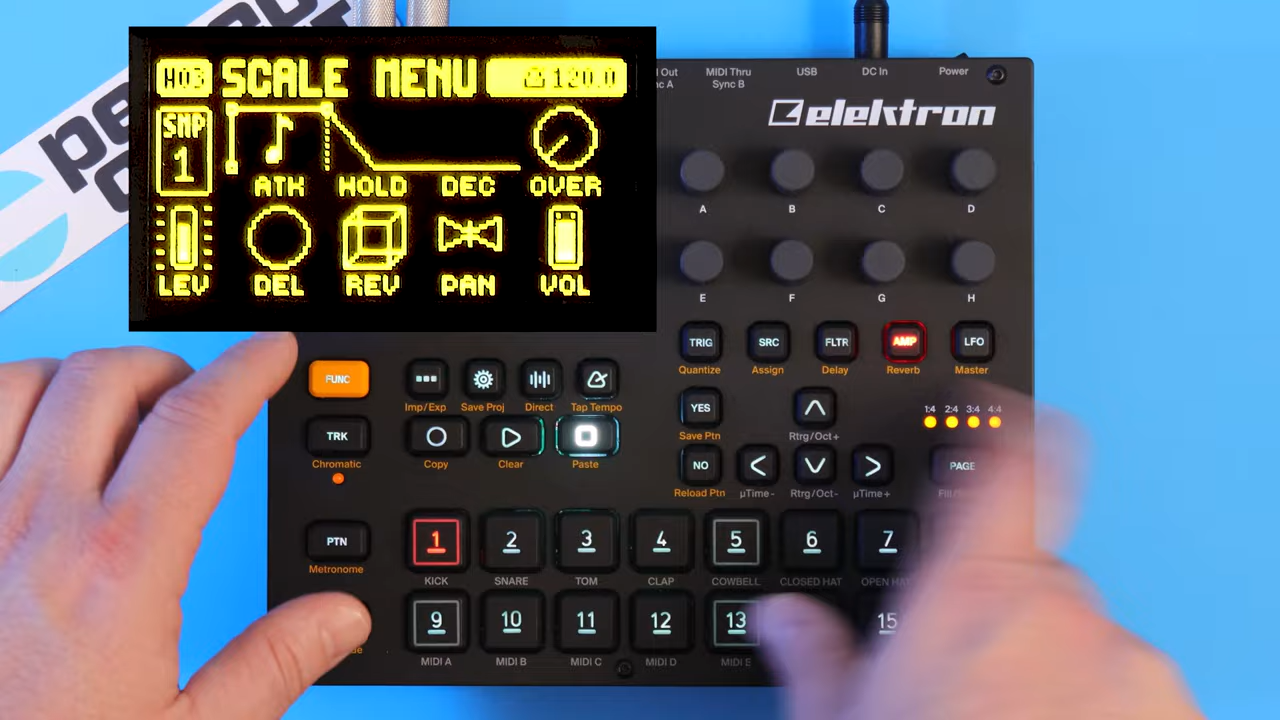 H03 SCALE MENU 120.0
SNP
1
ATK HOLD DEC OVER
LEV DEL REV PAN VOL
MIDI Thru
Sync B
USB
DC In
Power
elektron
A B C D
E F G H
TRIG SRC FLTR AMP LFO
Quantize Assign Delay Reverb Master
FUNC
Imp/Exp Save Proj Direct Tap Tempo
YES
Save Ptn
Rtrg/Oct+
1:4 2:4 3:4 4:4
TRK
Chromatic
Copy Clear Paste
NO
PAGE
Reload Ptn μTime- Rtrg/Oct- μTime+
PTN
Metronome
1 2 3 4 5 6 7
KICK SNARE TOM CLAP COWBELL CLOSED HAT OPEN
9 10 11 12 13 15
MIDI A MIDI B MIDI C MIDI D MIDI E